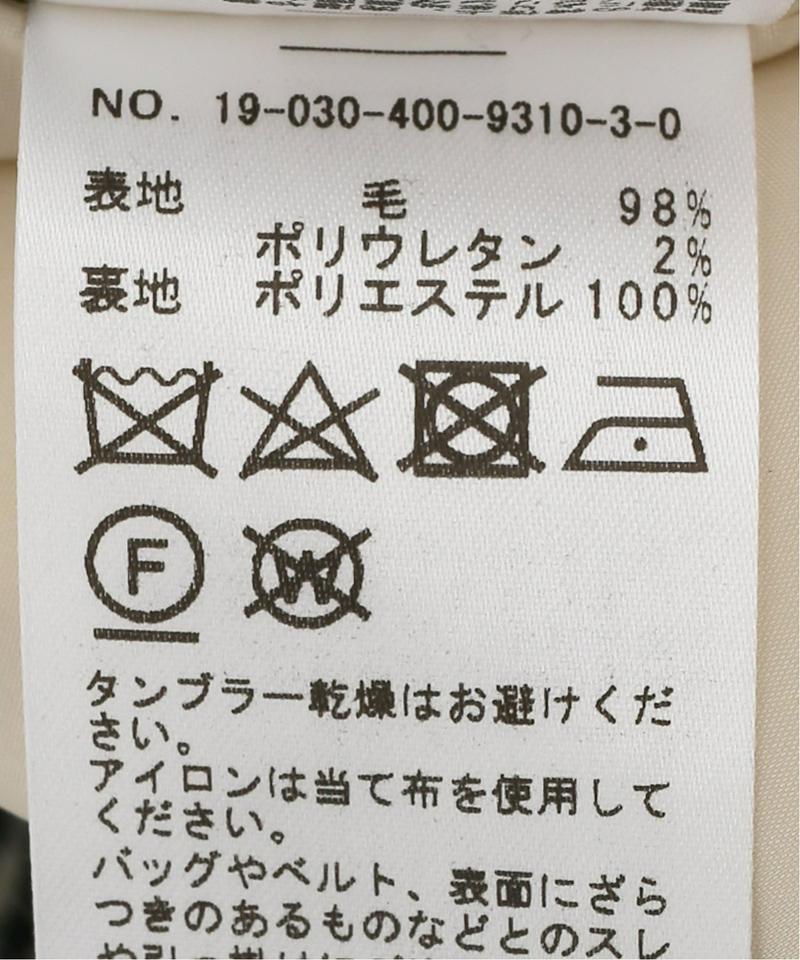 NO. 19-030-400-9310-3-0
表地 毛 98%
ポリウレタン 2%
裏地 ポリエステル 100%
F W
タンブラー乾燥はお避けくだ
さい。
アイロンは当て布を使用して
ください。
バッグやベルト、表面にざら
つきのあるものなどとのスレ